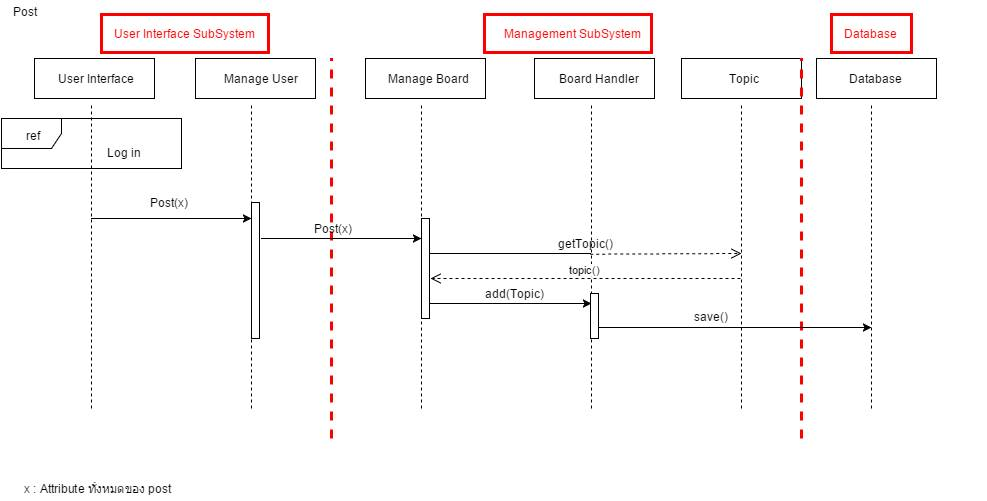 Post
User Interface SubSystem
Management SubSystem
Database
User Interface
Manage User
Manage Board
Board Handler
Topic
Database
ref
Log in
Post(x)
Post(x)
getTopic()
topic()
add(Topic)
save()
x : Attribute ทั้งหมดของ post